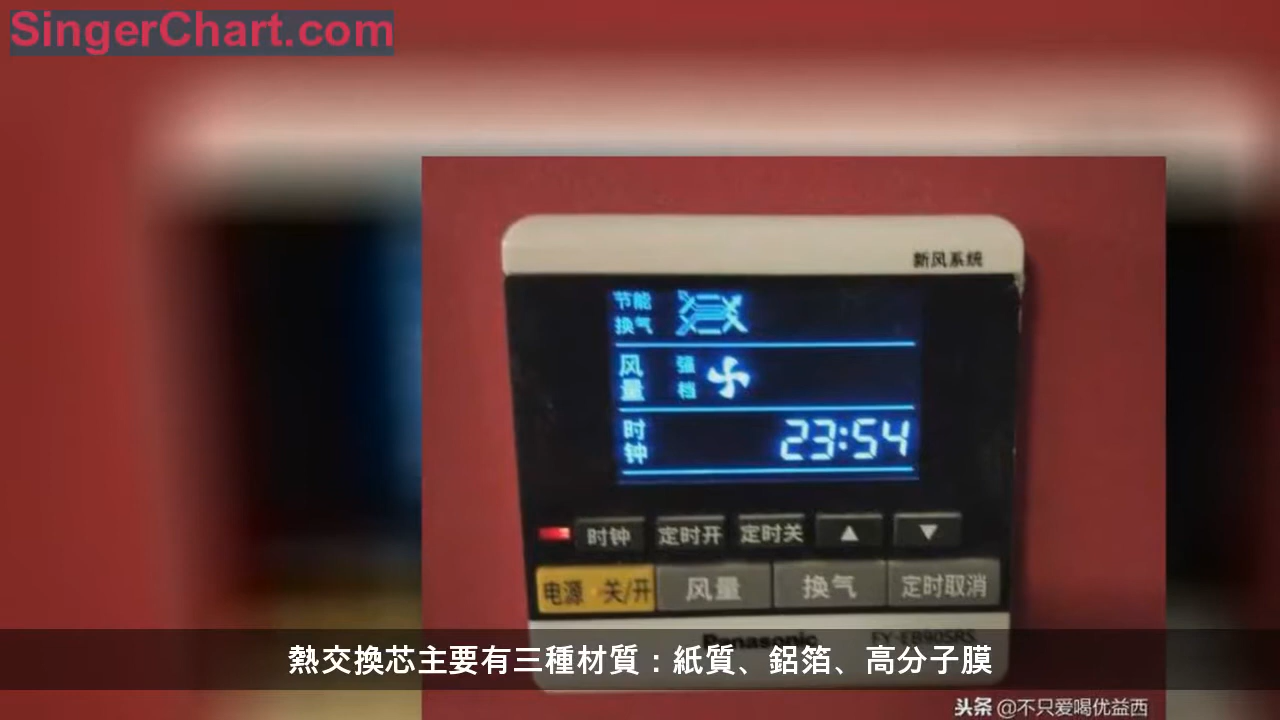 SingerChart.com
新风系统
节能
换气
风量
强档
时钟
23:54
时钟 定时开 定时关 ▲ ▼
电源 关/开 风量 换气 定时取消
Panasonic FY-EB90SRS
熱交換芯主要有三種材質：紙質、鋁箔、高分子膜
头条 @不只爱喝优益西